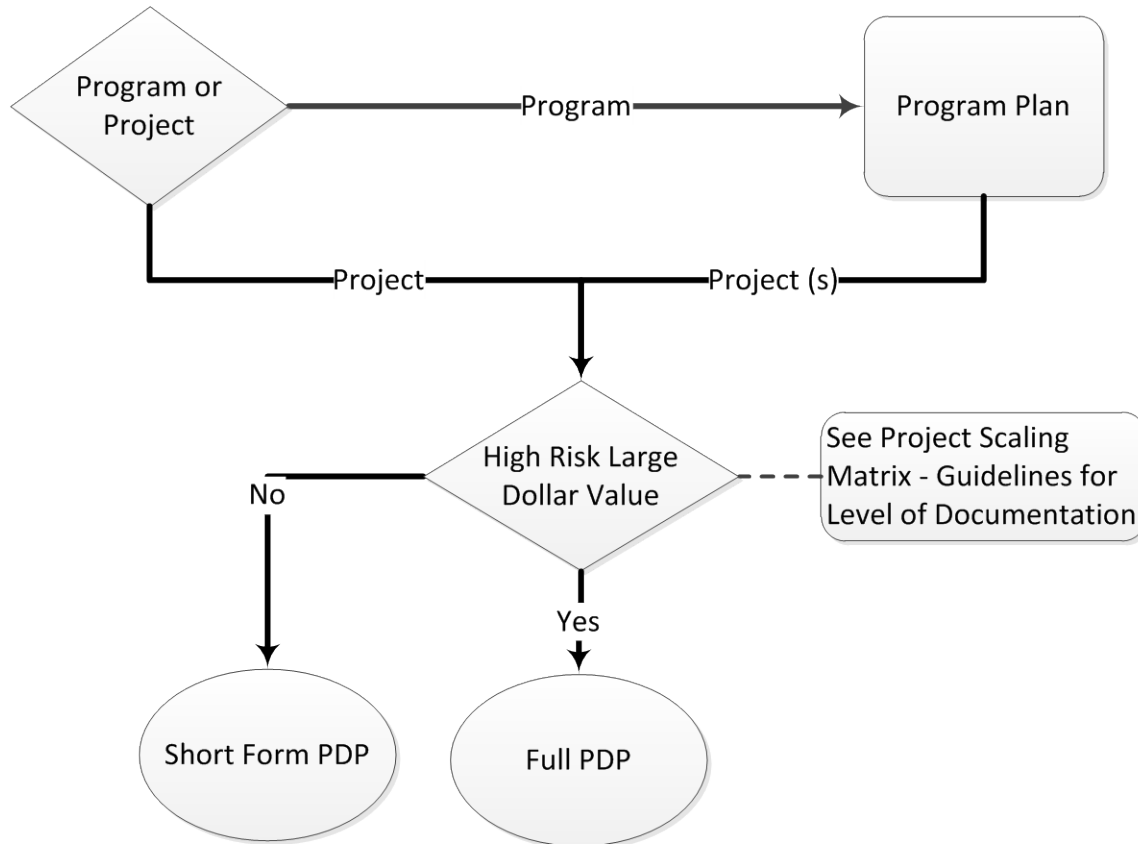 Program or
Project
Program
Program Plan
Project
Project (s)
High Risk Large
Dollar Value
See Project Scaling
Matrix - Guidelines for
Level of Documentation
No
Yes
Short Form PDP
Full PDP